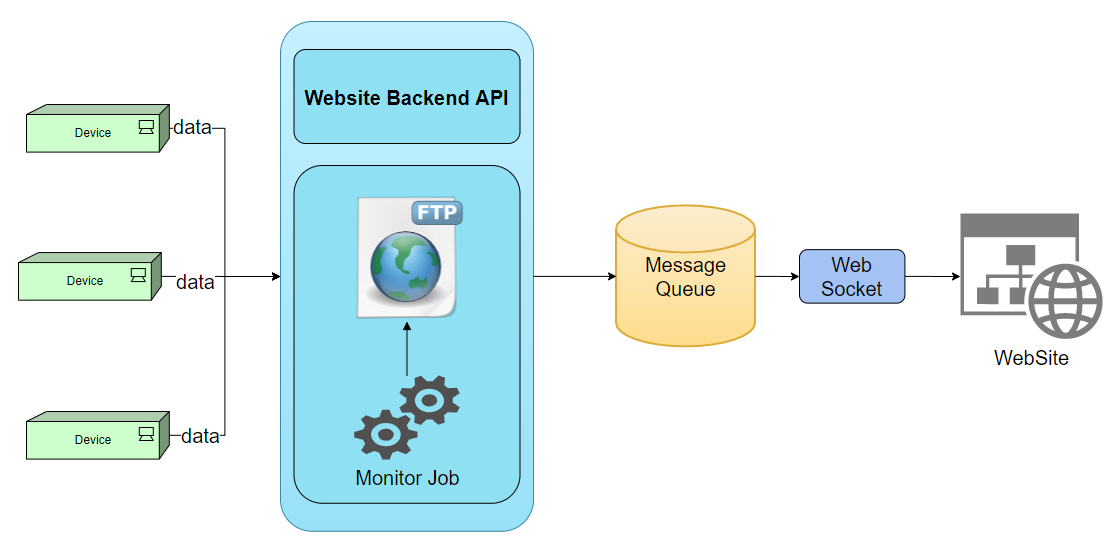 Website Backend API
Device
data
FTP
Device
data
Message
Queue
Web
Socket
WebSite
Device
data
Monitor Job